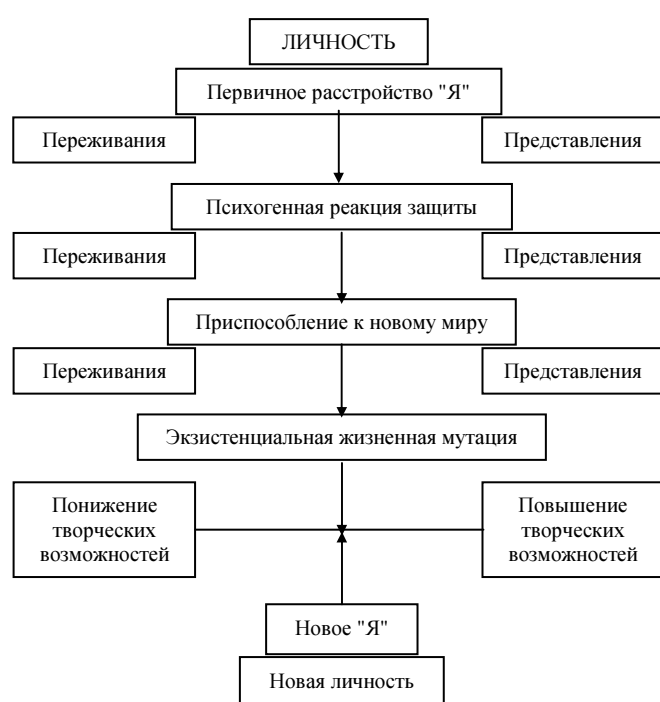 ЛИЧНОСТЬ
Первичное расстройство "Я"
Переживания
Представления
Психогенная реакция защиты
Переживания
Представления
Приспособление к новому миру
Переживания
Представления
Экзистенциальная жизненная мутация
Понижение
творческих
возможностей
Повышение
творческих
возможностей
Новое "Я"
Новая личность